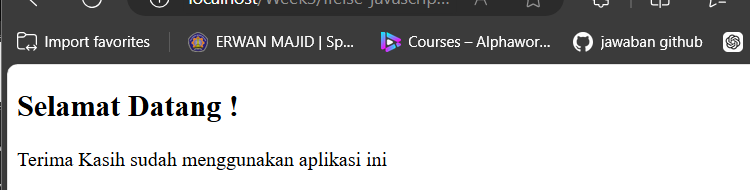 Import favorites
ERWAN MAJID | Sp...
Courses – Alphawor...
jawaban github
Selamat Datang !
Terima Kasih sudah menggunakan aplikasi ini